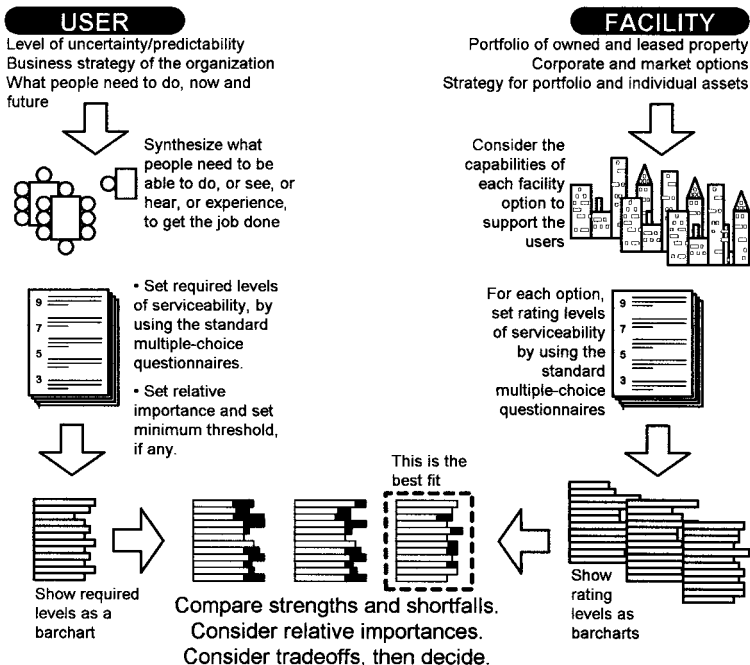 USER
Level of uncertainty/predictability
Business strategy of the organization
What people need to do, now and
future
Synthesize what
people need to be
able to do, or see, or
hear, or experience,
to get the job done
9
7
5
3
• Set required levels
of serviceability, by
using the standard
multiple-choice
questionnaires.
• Set relative
importance and set
minimum threshold,
if any.
Show required
levels as a
barchart
FACILITY
Portfolio of owned and leased property
Corporate and market options
Strategy for portfolio and individual assets
Consider the
capabilities of
each facility
option to
support the
users
For each option,
set rating levels
of serviceability
by using the
standard
multiple-choice
questionnaires
9
7
5
3
Show
rating
levels as
barcharts
This is the
best fit
Compare strengths and shortfalls.
Consider relative importances.
Consider tradeoffs, then decide.